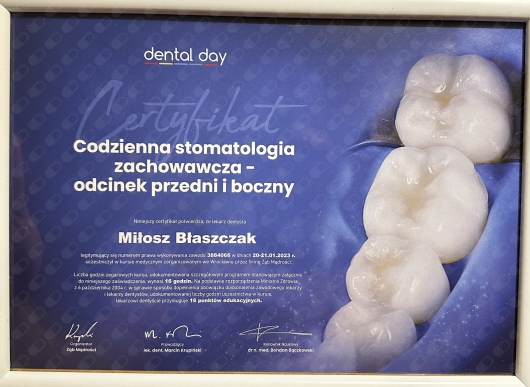 dental day
Certyfikat
Codzienna stomatologia
zachowawcza -
odcinek przedni i boczny
Niniejszy certyfikat potwierdza, że lekarz dentysta
Miłosz Błaszczak
legitymujący się numerem prawa wykonywania zawodu 3884066 w dniach 20-21.01.2023 r.
uczestniczył w kursie medycznym zorganizowanym we Wrocławiu przez firmę Ząb Mądrości.
Liczba godzin zegarowych kursu, udokumentowana szczegółowym programem stanowiącym załącznik
do niniejszego zaświadczenia, wynosi 16 godzin. Na podstawie rozporządzenia Ministra Zdrowia,
z 6 października 2004 r. w sprawie sposobu dopełnienia obowiązku doskonalenia zawodowego lekarzy
i lekarzy dentystów, udokumentowanej liczby godzin uczestnictwa w kursie,
lekarzowi dentyście przysługuje 16 punktów edukacyjnych.
Organizator
Ząb Mądrości
Prowadzący
lek. dent. Marcin Krupiński
Kierownik Naukowy
dr n. med. Bohdan Bączkowski